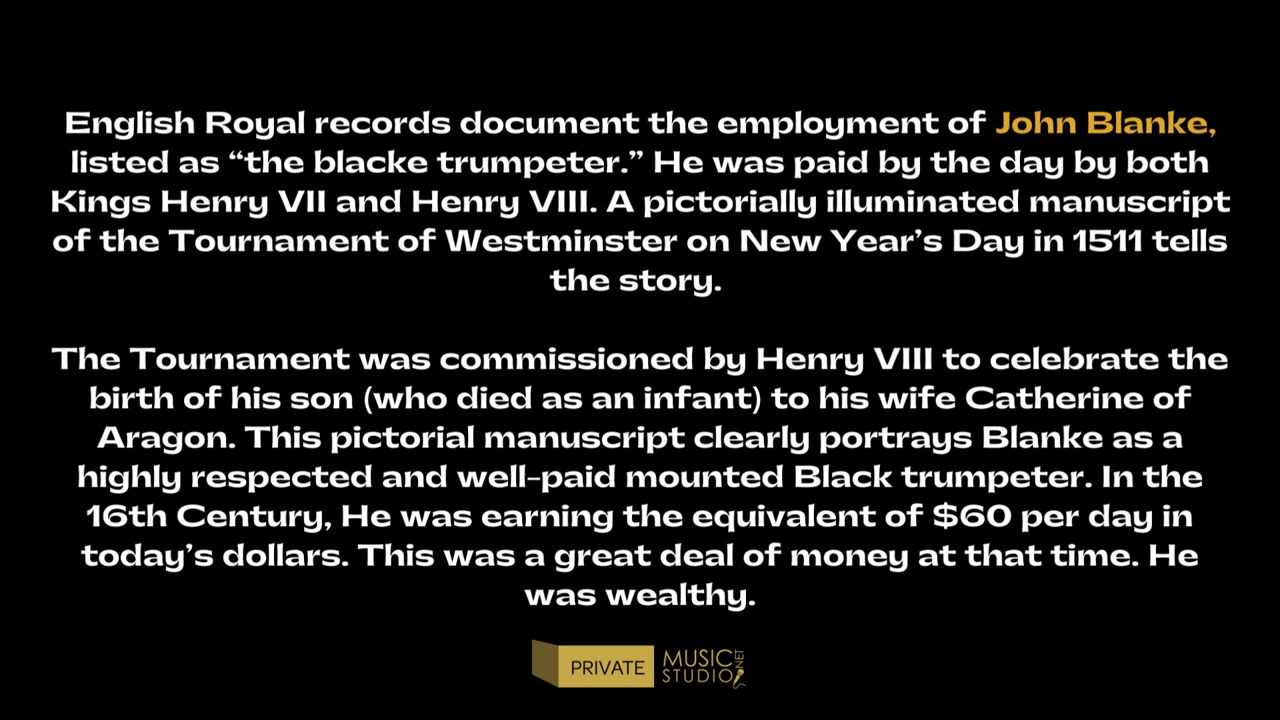 English Royal records document the employment of John Blanke,
listed as “the blacke trumpeter.” He was paid by the day by both
Kings Henry VII and Henry VIII. A pictorially illuminated manuscript
of the Tournament of Westminster on New Year’s Day in 1511 tells
the story.
The Tournament was commissioned by Henry VIII to celebrate the
birth of his son (who died as an infant) to his wife Catherine of
Aragon. This pictorial manuscript clearly portrays Blanke as a
highly respected and well-paid mounted Black trumpeter. In the
16th Century, He was earning the equivalent of $60 per day in
today’s dollars. This was a great deal of money at that time. He
was wealthy.
PRIVATE
MUSIC
STUDIO
.NET